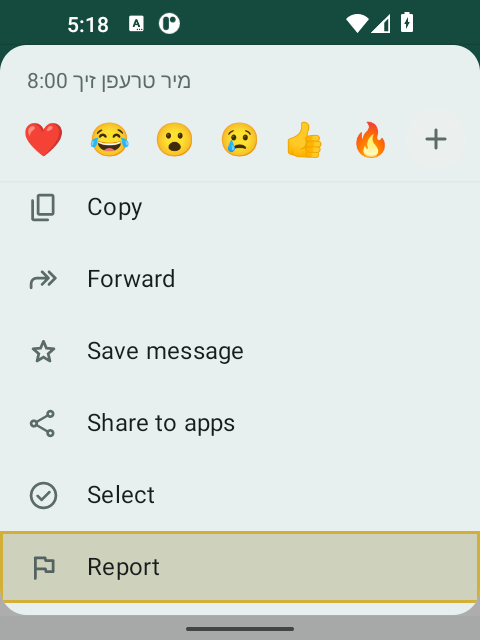 5:18
מיר טרעפן זיך 8:00
Copy
Forward
Save message
Share to apps
Select
Report